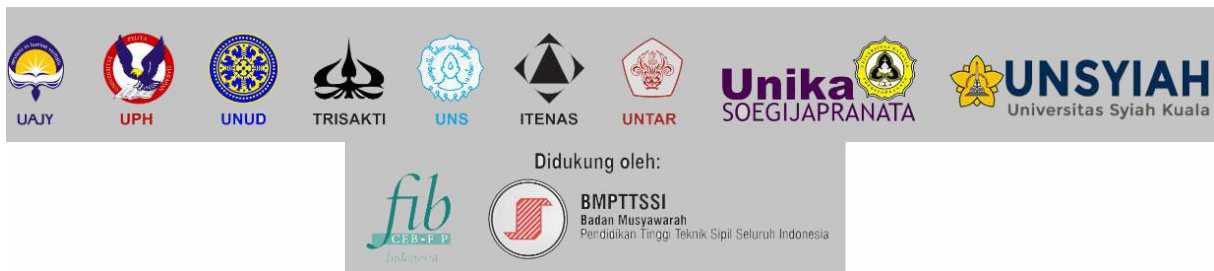 UAJY
UPH
UNUD
TRISAKTI
UNS
ITENAS
UNTAR
Unika
SOEGIJAPRANATA
UNSYIAH
Universitas Syiah Kuala
Didukung oleh:
fib
CEB-FIP
Indonesia
BMPTTSSI
Badan Musyawarah
Pendidikan Tinggi Teknik Sipil Seluruh Indonesia